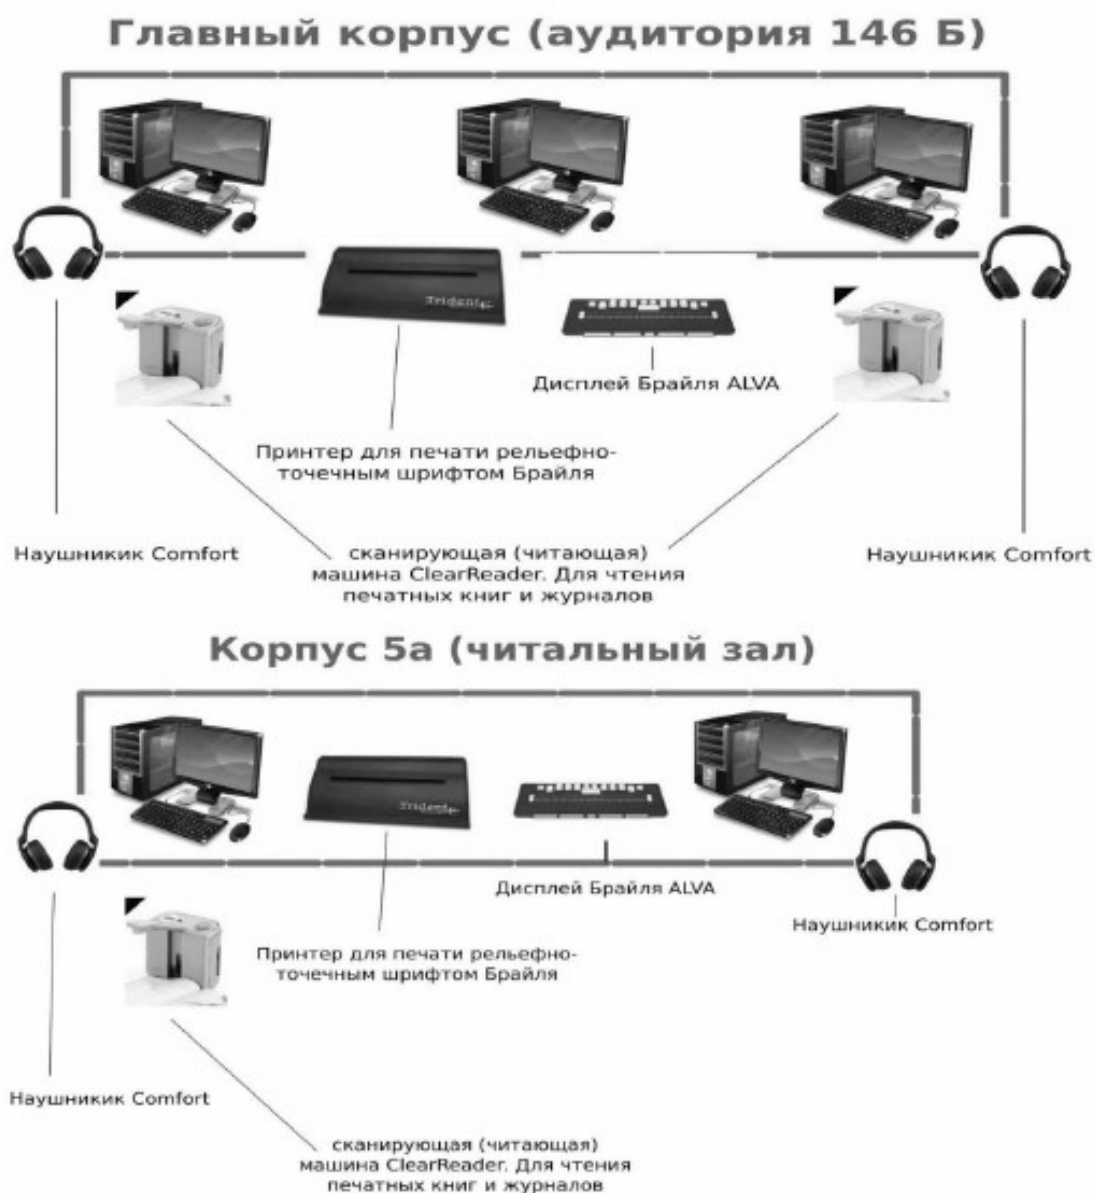 Главный корпус (аудитория 146 Б)
Trident
Дисплей Брайля ALVA
Принтер для печати рельефно-
точечным шрифтом Брайля
Наушникик Comfort
сканирующая (читающая)
машина ClearReader. Для чтения
печатных книг и журналов
Наушникик Comfort
Корпус 5а (читальный зал)
Trident
Дисплей Брайля ALVA
Наушникик Comfort
Принтер для печати рельефно-
точечным шрифтом Брайля
Наушникик Comfort
сканирующая (читающая)
машина ClearReader. Для чтения
печатных книг и журналов